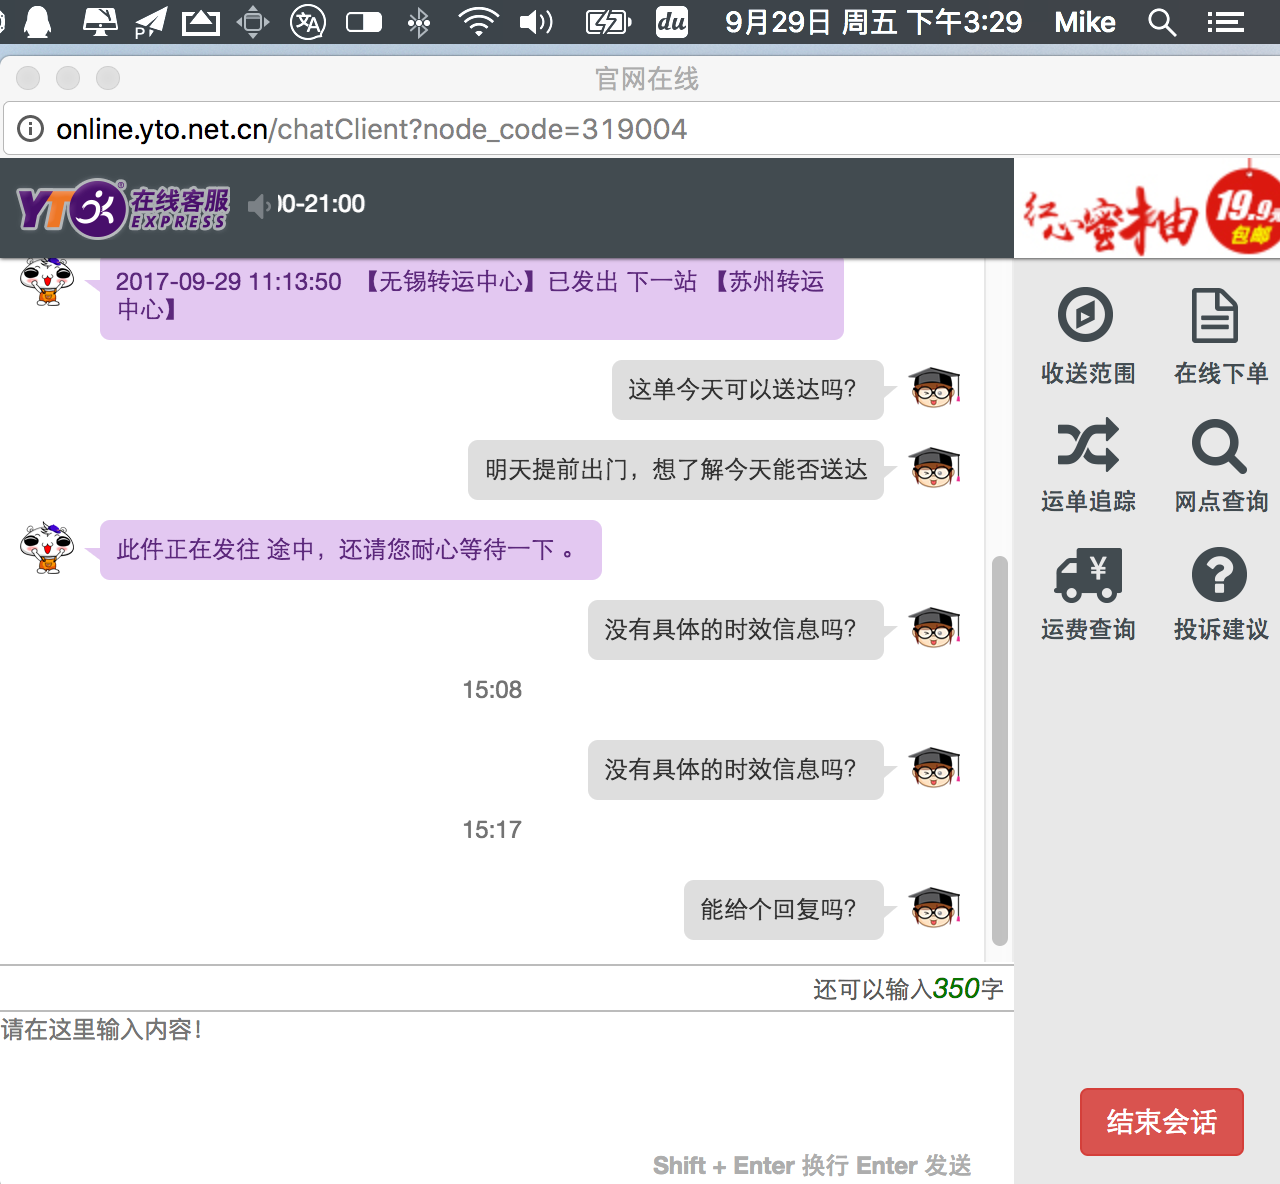 9月29日 周五 下午3:29 Mike
官网在线
online.yto.net.cn/chatClient?node_code=319004
YTO 在线客服
EXPRESS
0-21:00
红心蜜柚
19.9元
包邮
2017-09-29 11:13:50 【无锡转运中心】已发出 下一站 【苏州转运
中心】
这单今天可以送达吗?
明天提前出门，想了解今天能否送达
此件正在发往 途中，还请您耐心等待一下 。
没有具体的时效信息吗?
15:08
没有具体的时效信息吗?
15:17
能给个回复吗?
还可以输入350字
请在这里输入内容!
Shift + Enter 换行 Enter 发送
收送范围
在线下单
运单追踪
网点查询
运费查询
投诉建议
结束会话